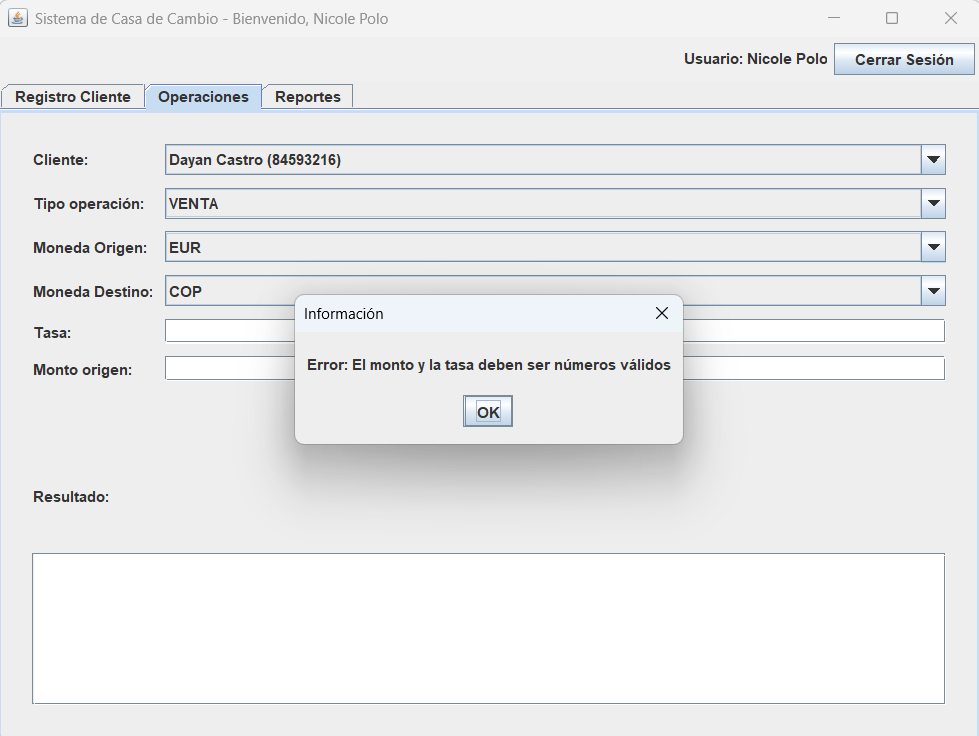 Sistema de Casa de Cambio - Bienvenido, Nicole Polo
Usuario: Nicole Polo
Cerrar Sesión
Registro Cliente
Operaciones
Reportes
Cliente:
Dayan Castro (84593216)
Tipo operación:
VENTA
Moneda Origen:
EUR
Moneda Destino:
COP
Tasa:
Monto origen:
Información
Error: El monto y la tasa deben ser números válidos
OK
Resultado: